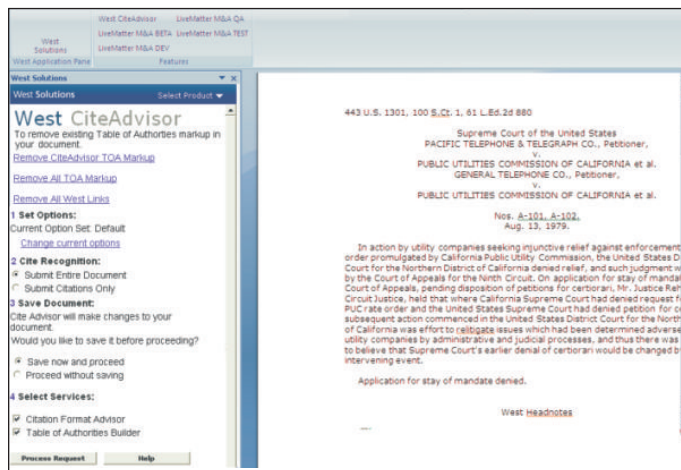 West CiteAdvisor LiveMatter M&A QA
West Solutions
LiveMatter M&A BETA LiveMatter M&A TEST
LiveMatter M&A DEV
West Application Pane Features
West Solutions
West Solutions Select Product
West CiteAdvisor
To remove existing Table of Authorties markup in
your document.
Remove CiteAdvisor TOA Markup
Remove All TOA Markup
Remove All West Links
1 Set Options:
Current Option Set: Default
Change current options
2 Cite Recognition:
Submit Entire Document
Submit Citations Only
3 Save Document:
Cite Advisor will make changes to your
document.
Would you like to save it before proceeding?
Save now and proceed
Proceed without saving
4 Select Services:
Citation Format Advisor
Table of Authorities Builder
Process Request Help
443 U.S. 1301, 100 S.Ct. 1, 61 L.Ed.2d 880
Supreme Court of the United States
PACIFIC TELEPHONE & TELEGRAPH CO., Petitioner,
v.
PUBLIC UTILITIES COMMISSION OF CALIFORNIA et al.
GENERAL TELEPHONE CO., Petitioner,
v.
PUBLIC UTILITIES COMMISSION OF CALIFORNIA et al.
Nos. A-101, A-102.
Aug. 13, 1979.
In action by utility companies seeking injunctive relief against enforcement
order promulgated by California Public Utility Commission, the United States D
Court for the Northern District of California denied relief, and such judgment w
by the Court of Appeals for the Ninth Circuit. On application for stay of mandat
Court of Appeals, pending disposition of petitions for certiorari, Mr. Justice Reh
Circuit Justice, held that where California Supreme Court had denied request f
PUC rate order and the United States Supreme Court had denied petition for ce
subsequent action commenced in the United States District Court for the North
of California was effort to relitigate issues which had been determined adverse
utility companies by administrative and judicial processes, and thus there was
to believe that Supreme Court's earlier denial of certiorari would be changed by
intervening event.
Application for stay of mandate denied.
West Headnotes